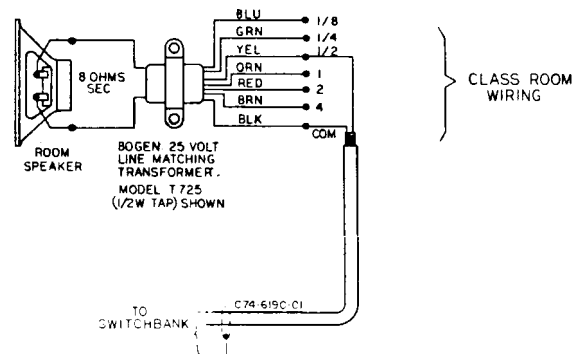 BLU 1/8
GRN 1/4
YEL 1/2
ORN 1
RED 2
BRN 4
BLK COM
8 OHMS
SEC
CLASS ROOM
WIRING
ROOM
SPEAKER
BOGEN 25 VOLT
LINE MATCHING
TRANSFORMER.
MODEL T725
(1/2W TAP) SHOWN
TO
SWITCHBANK
C74-619C-C1